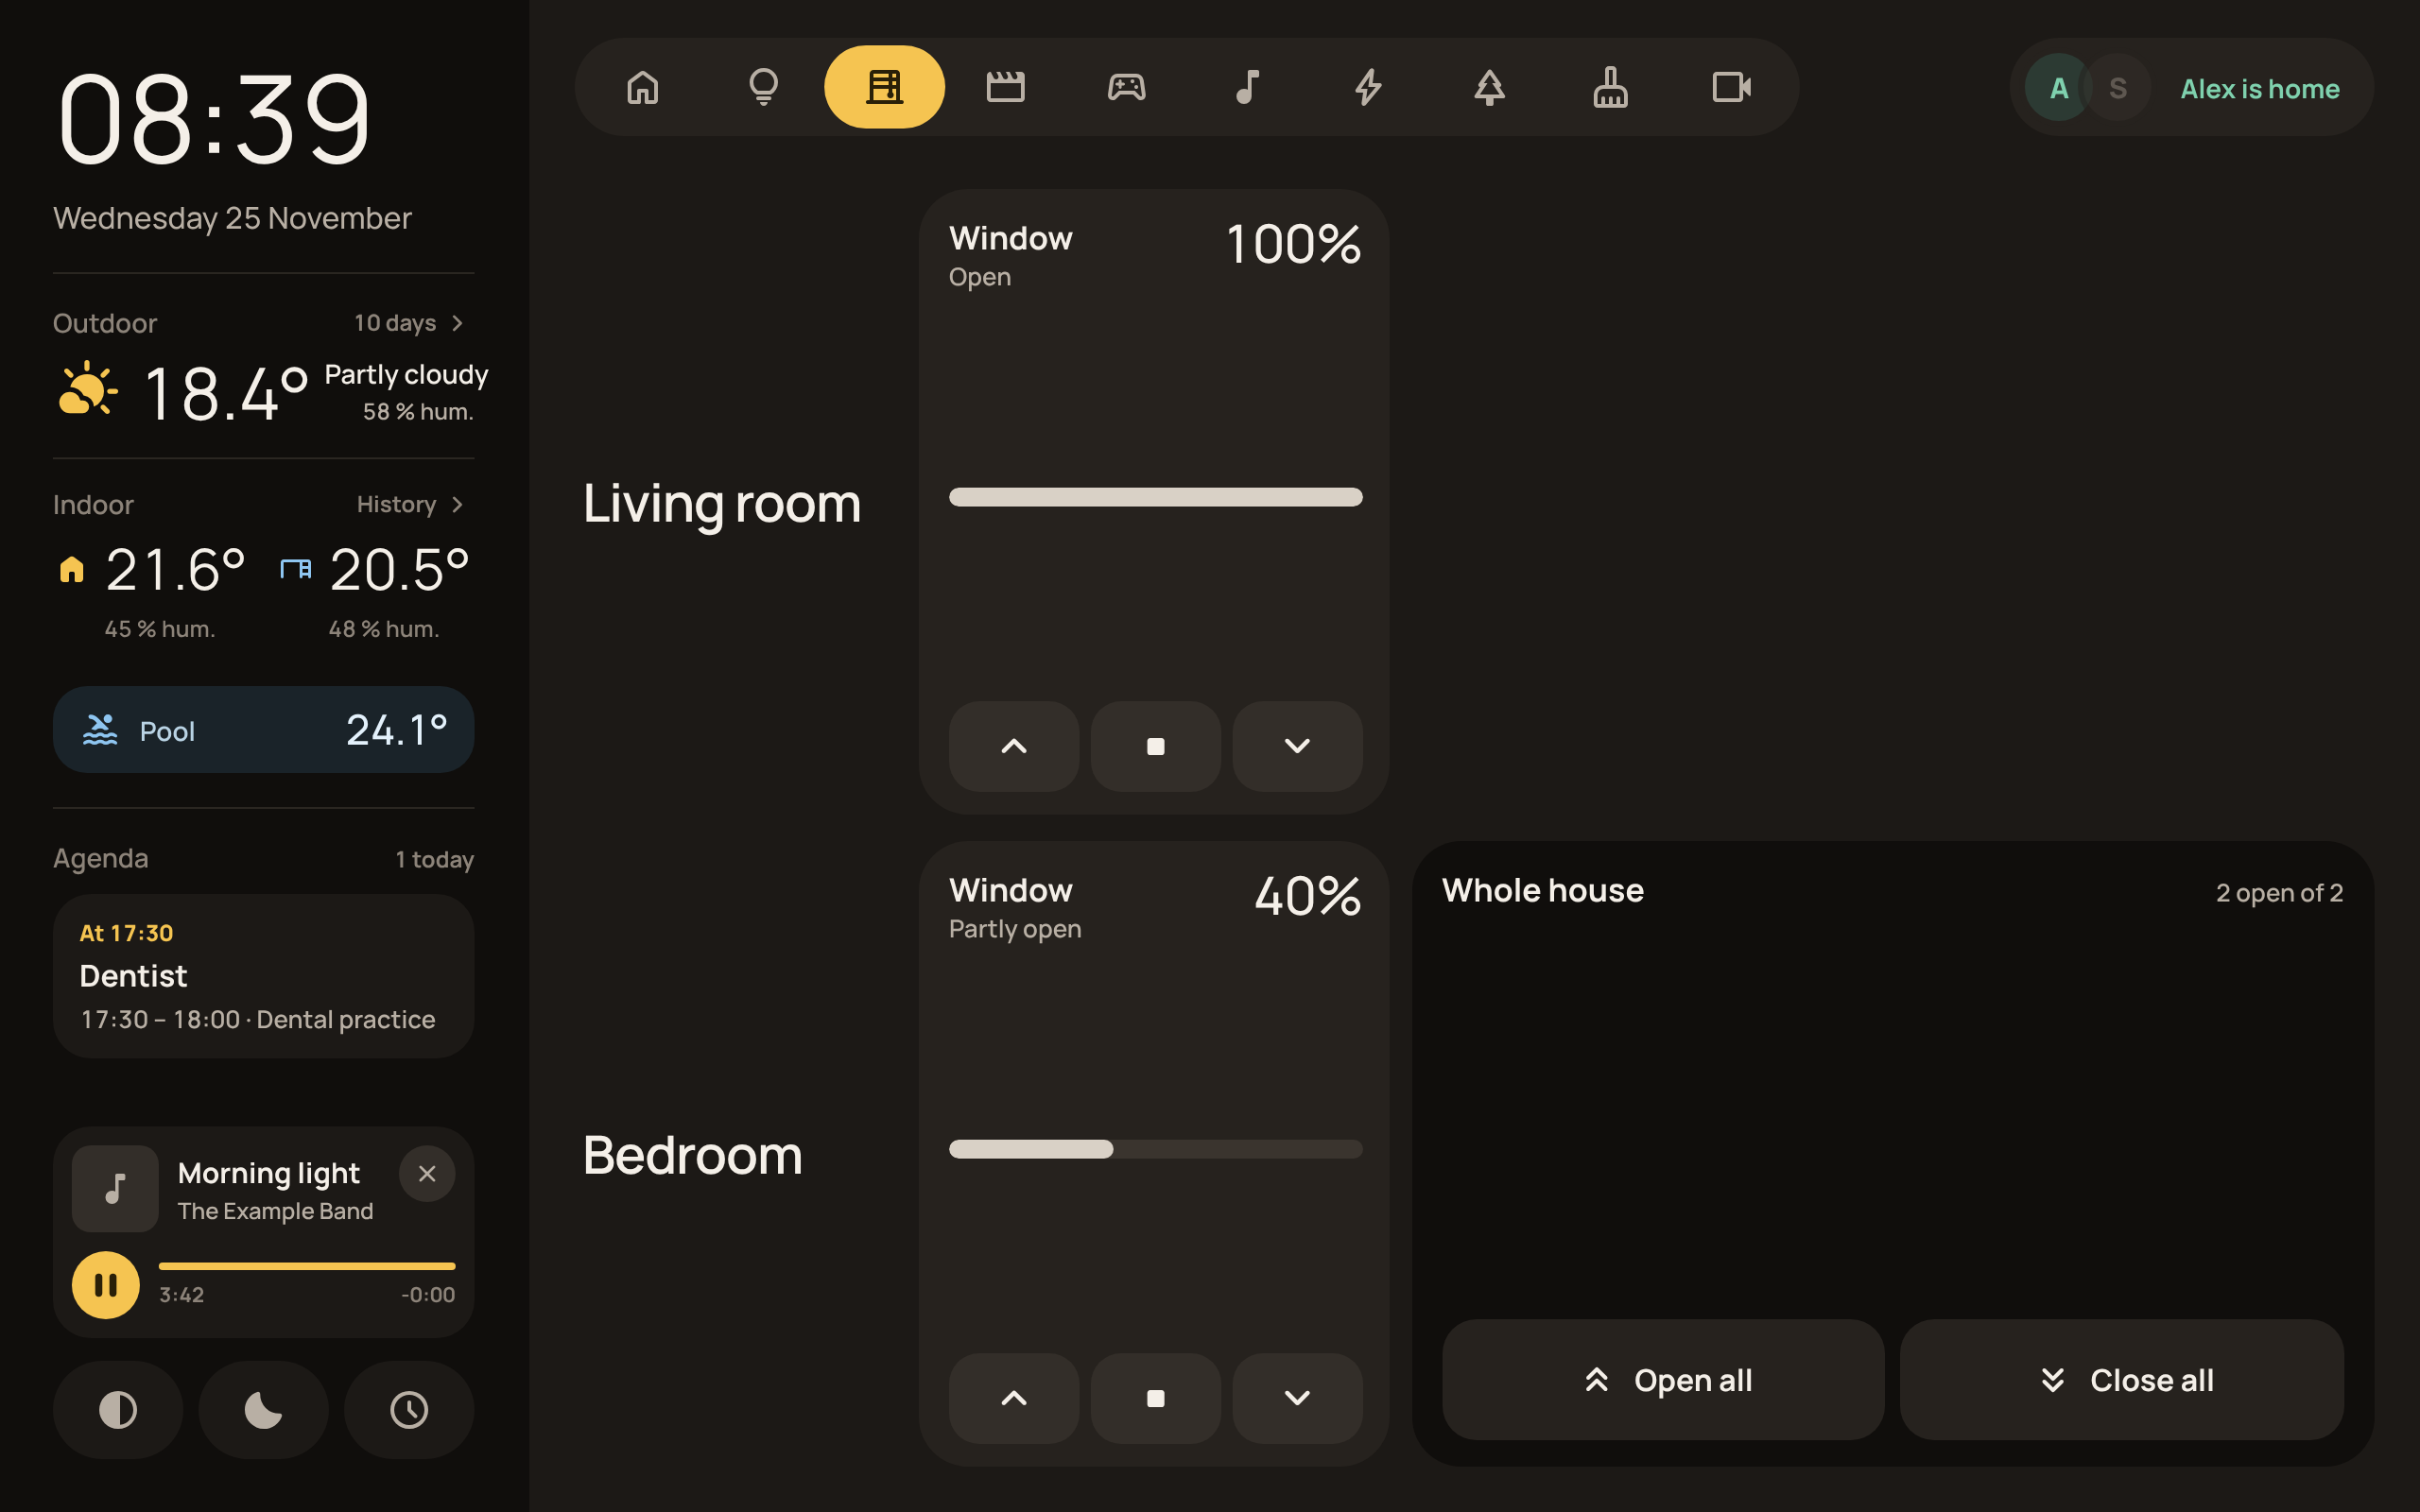 08:39
Wednesday 25 November
Outdoor
10 days
18.4°
Partly cloudy
58 % hum.
Indoor
History
21.6°
20.5°
45 % hum.
48 % hum.
Pool
24.1°
Agenda
1 today
At 17:30
Dentist
17:30 – 18:00 · Dental practice
Morning light
The Example Band
3:42
-0:00
A
S
Alex is home
Living room
Window
100%
Open
Bedroom
Window
40%
Partly open
Whole house
2 open of 2
Open all
Close all